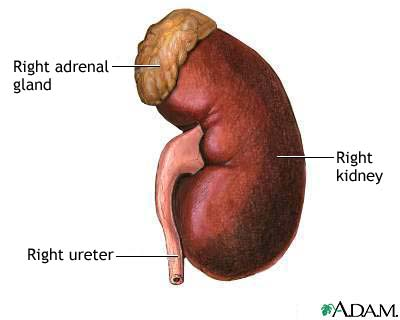 Right adrenal
gland
Right
kidney
Right ureter
A.D.A.M.